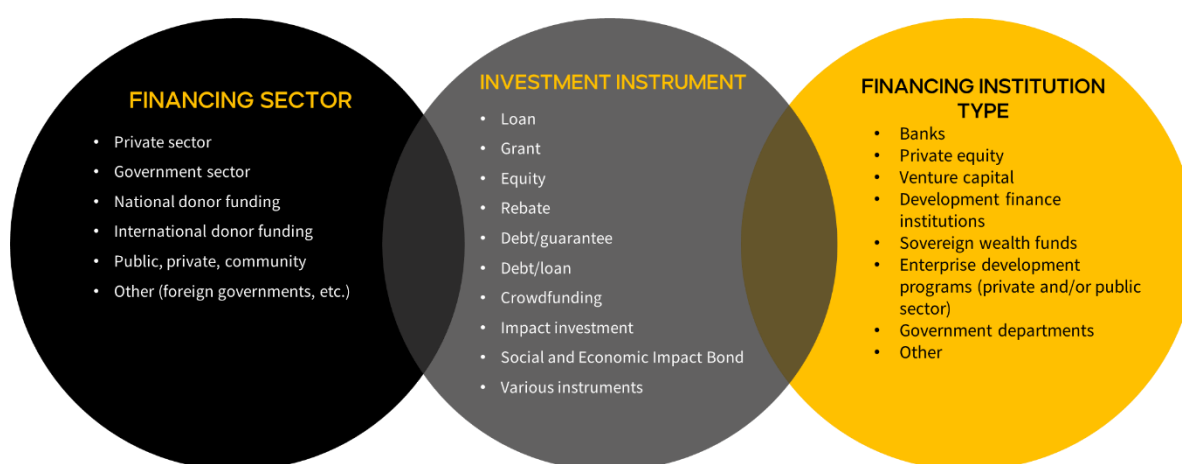 FINANCING SECTOR
• Private sector
• Government sector
• National donor funding
• International donor funding
• Public, private, community
• Other (foreign governments, etc.)
INVESTMENT INSTRUMENT
• Loan
• Grant
• Equity
• Rebate
• Debt/guarantee
• Debt/loan
• Crowdfunding
• Impact investment
• Social and Economic Impact Bond
• Various instruments
FINANCING INSTITUTION
TYPE
• Banks
• Private equity
• Venture capital
• Development finance
institutions
• Sovereign wealth funds
• Enterprise development
programs (private and/or public
sector)
• Government departments
• Other